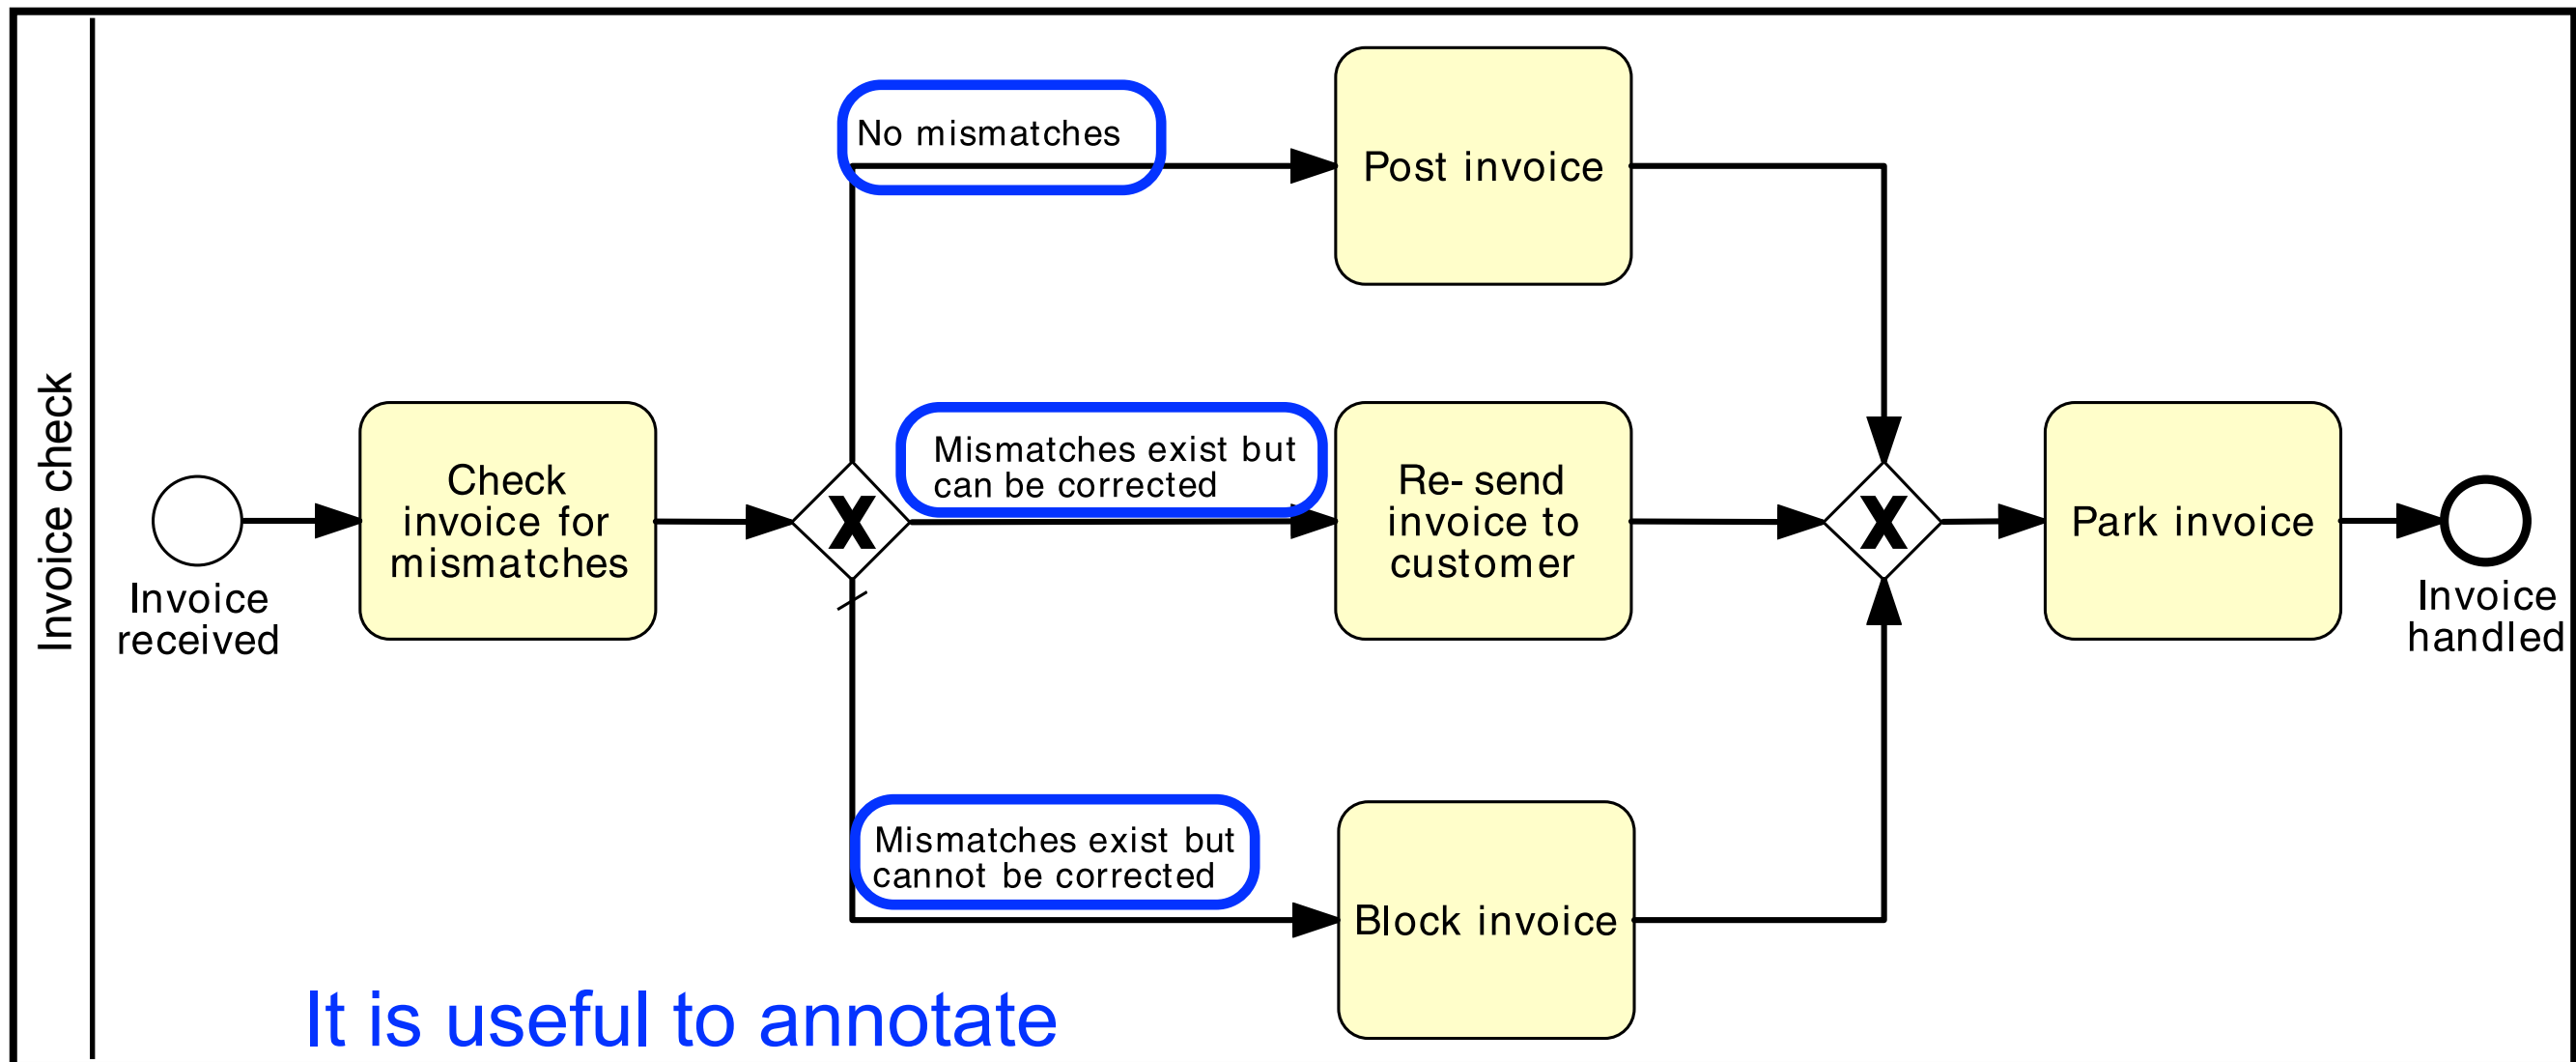 Invoice check
Invoice
received
Check
invoice for
mismatches
X
No mismatches
Mismatches exist but
can be corrected
Mismatches exist but
cannot be corrected
Post invoice
Re- send
invoice to
customer
Block invoice
X
Park invoice
Invoice
handled
It is useful to annotate